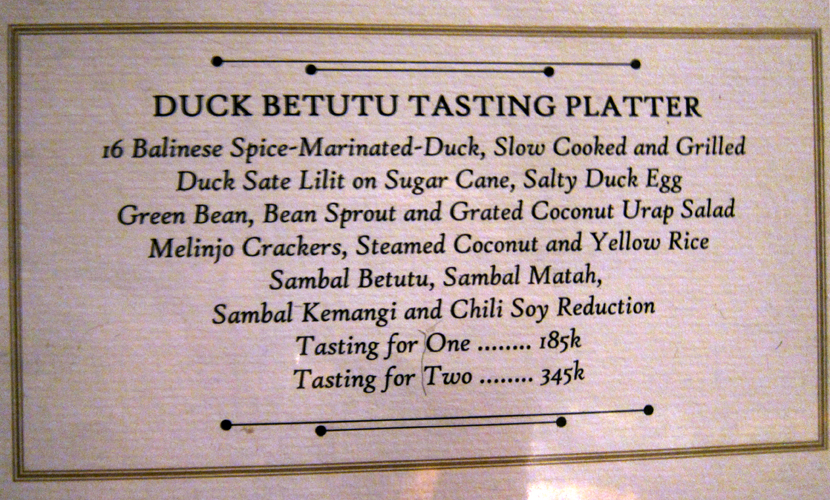 DUCK BETUTU TASTING PLATTER
16 Balinese Spice-Marinated-Duck, Slow Cooked and Grilled
Duck Sate Lilit on Sugar Cane, Salty Duck Egg
Green Bean, Bean Sprout and Grated Coconut Urap Salad
Melinjo Crackers, Steamed Coconut and Yellow Rice
Sambal Betutu, Sambal Matah,
Sambal Kemangi and Chili Soy Reduction
Tasting for One ........ 185k
Tasting for Two ........ 345k